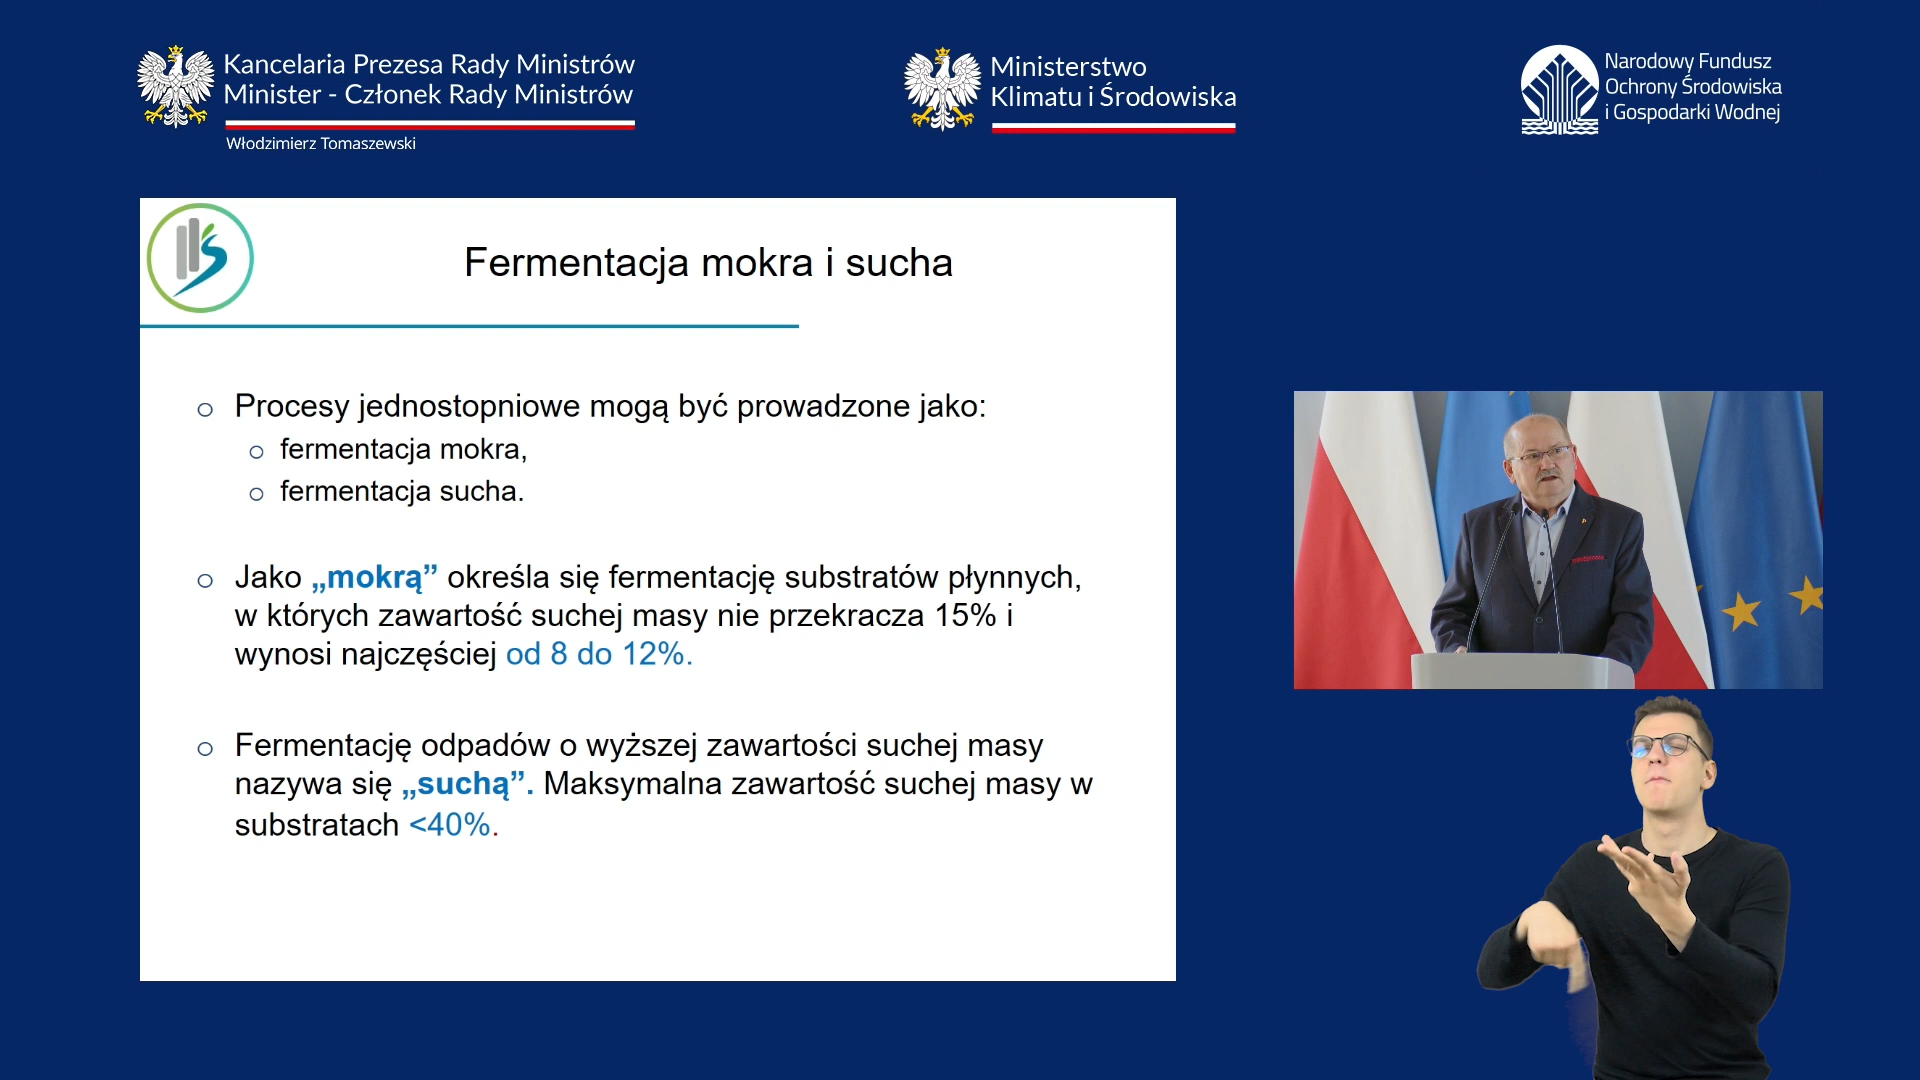 Kancelaria Prezesa Rady Ministrów
Minister - Członek Rady Ministrów
Włodzimierz Tomaszewski
Ministerstwo
Klimatu i Środowiska
Narodowy Fundusz
Ochrony Środowiska
i Gospodarki Wodnej
Fermentacja mokra i sucha
o Procesy jednostopniowe mogą być prowadzone jako:
o fermentacja mokra,
o fermentacja sucha.
o Jako „mokrą” określa się fermentację substratów płynnych,
w których zawartość suchej masy nie przekracza 15% i
wynosi najczęściej od 8 do 12%.
o Fermentację odpadów o wyższej zawartości suchej masy
nazywa się „suchą”. Maksymalna zawartość suchej masy w
substratach <40%.